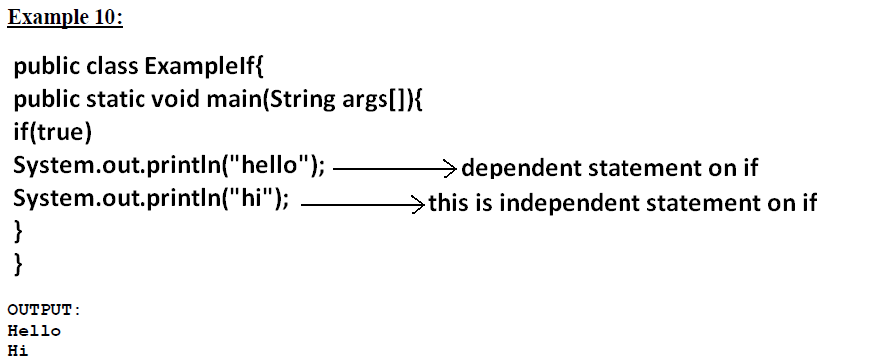 Example 10:
public class ExampleIf{
public static void main(String args[]){
if(true)
System.out.println("hello"); dependent statement on if
System.out.println("hi"); this is independent statement on if
}
}
OUTPUT:
Hello
Hi